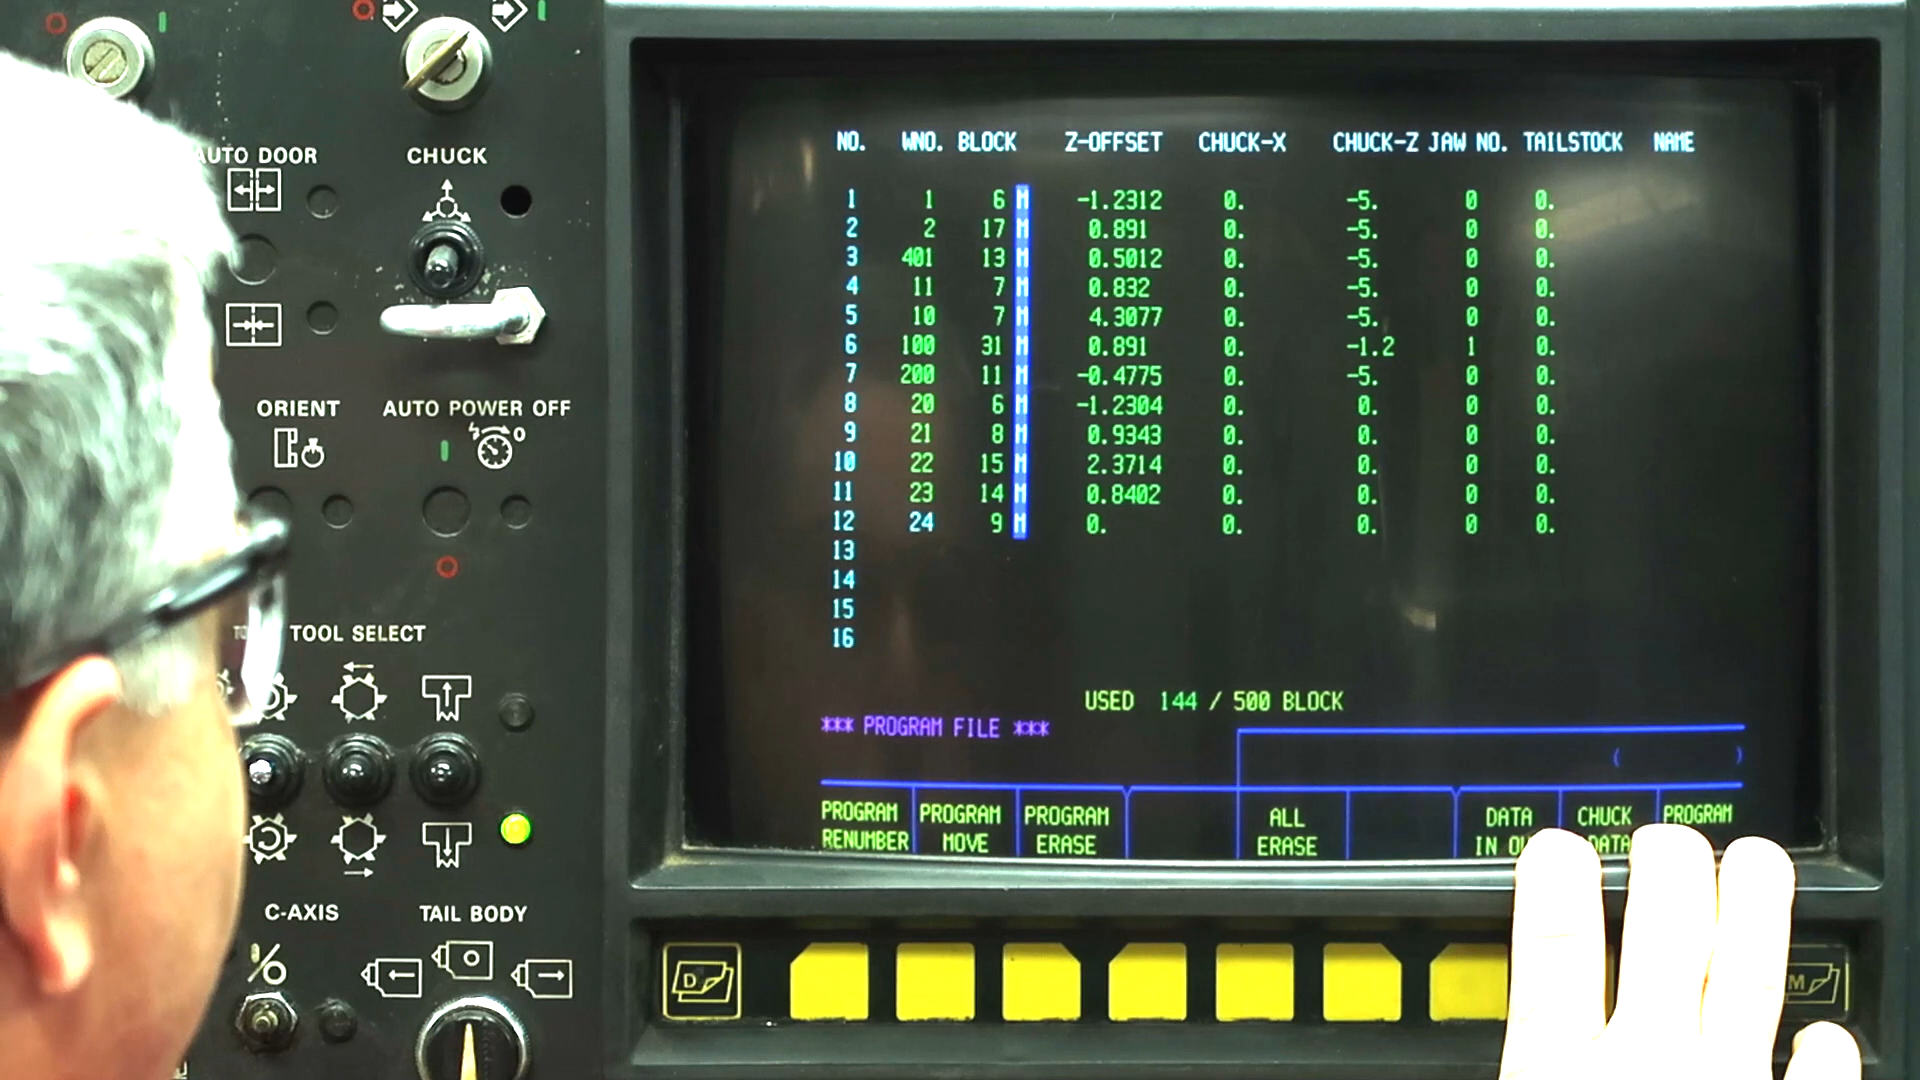 AUTO DOOR
CHUCK
ORIENT
AUTO POWER OFF
TOOL SELECT
C-AXIS
TAIL BODY
NO. WNO. BLOCK Z-OFFSET CHUCK-X CHUCK-Z JAW NO. TAILSTOCK NAME
1 1 6 M -1.2312 0. -5. 0 0.
2 2 17 M 0.891 0. -5. 0 0.
3 401 13 M 0.5012 0. -5. 0 0.
4 11 7 M 0.832 0. -5. 0 0.
5 10 7 M 4.3077 0. -5. 0 0.
6 100 31 M 0.891 0. -1.2 1 0.
7 200 11 M -0.4775 0. -5. 0 0.
8 20 6 M -1.2304 0. 0. 0 0.
9 21 8 M 0.9343 0. 0. 0 0.
10 22 15 M 2.3714 0. 0. 0 0.
11 23 14 M 0.8402 0. 0. 0 0.
12 24 9 M 0. 0. 0. 0 0.
13
14
15
16
USED 144 / 500 BLOCK
*** PROGRAM FILE ***
( )
PROGRAM PROGRAM PROGRAM ALL DATA CHUCK PROGRAM
RENUMBER MOVE ERASE ERASE IN DATA
D M